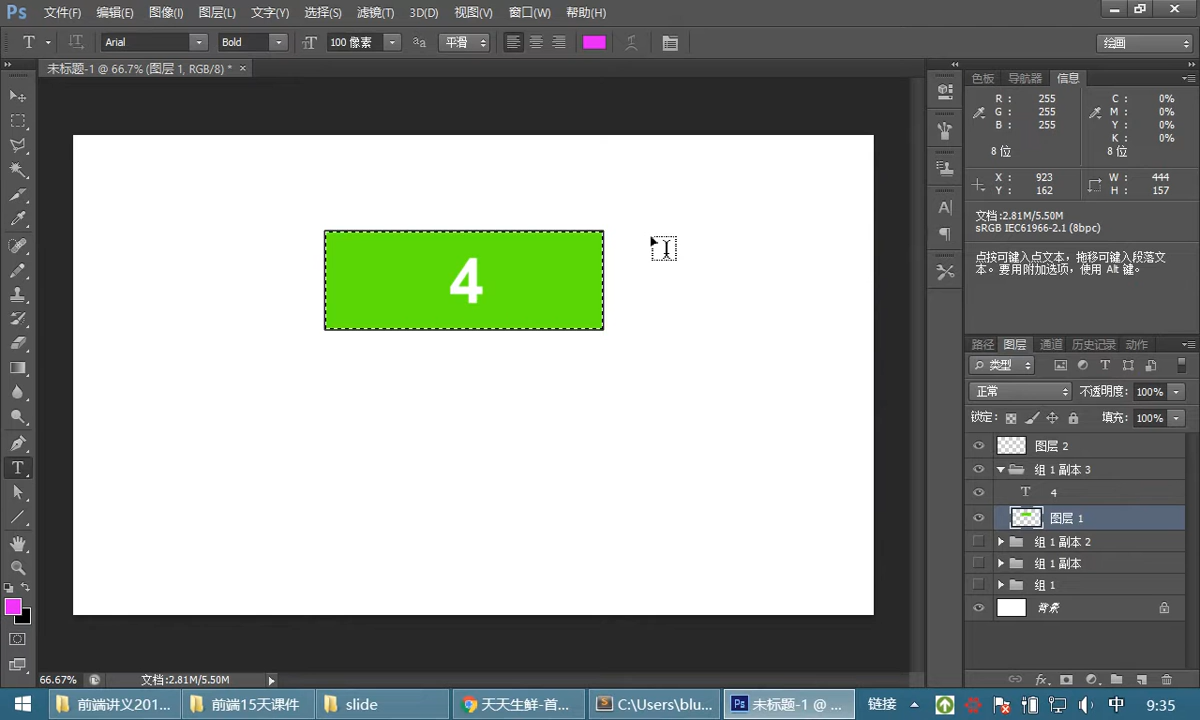 Ps 文件(F) 编辑(E) 图像(I) 图层(L) 文字(Y) 选择(S) 滤镜(T) 3D(D) 视图(V) 窗口(W) 帮助(H)
T Arial Bold 100 像素 aa 平滑 绘画
未标题-1 @ 66.7% (图层 1, RGB/8) * ×
色板 导航器 信息
R : 255 C : 0%
G : 255 M : 0%
B : 255 Y : 0%
K : 0%
8 位 8 位
X : 923 W : 444
Y : 162 H : 157
文档:2.81M/5.50M
sRGB IEC61966-2.1 (8bpc)
点按可键入点文本，拖移可键入段落文
本。要用附加选项，使用 Alt 键。
4
路径 图层 通道 历史记录 动作
类型
正常 不透明度: 100%
锁定: 填充: 100%
图层 2
组 1 副本 3
T 4
图层 1
组 1 副本 2
组 1 副本
组 1
背景
66.67% 文档:2.81M/5.50M
前端讲义201... 前端15天课件 slide 天天生鲜-首... C:\Users\blu... Ps 未标题-1 @ ... 链接 中 9:35